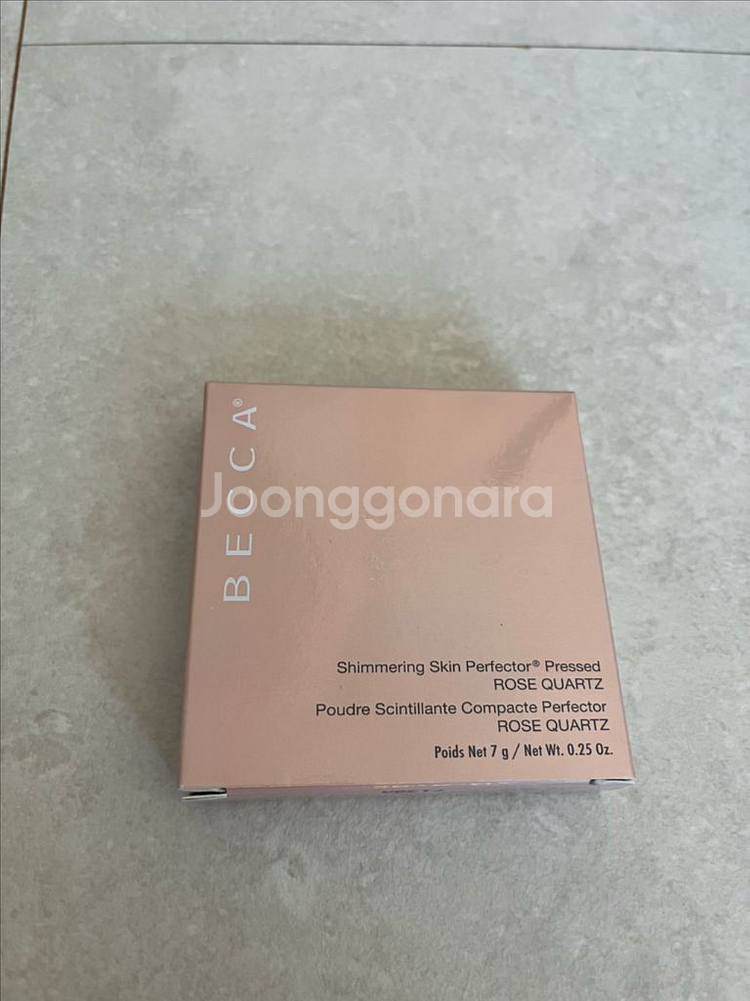 BECCA®
Joonggonara
Shimmering Skin Perfector® Pressed
ROSE QUARTZ
Poudre Scintillante Compacte Perfector
ROSE QUARTZ
Poids Net 7 g / Net Wt. 0.25 Oz.